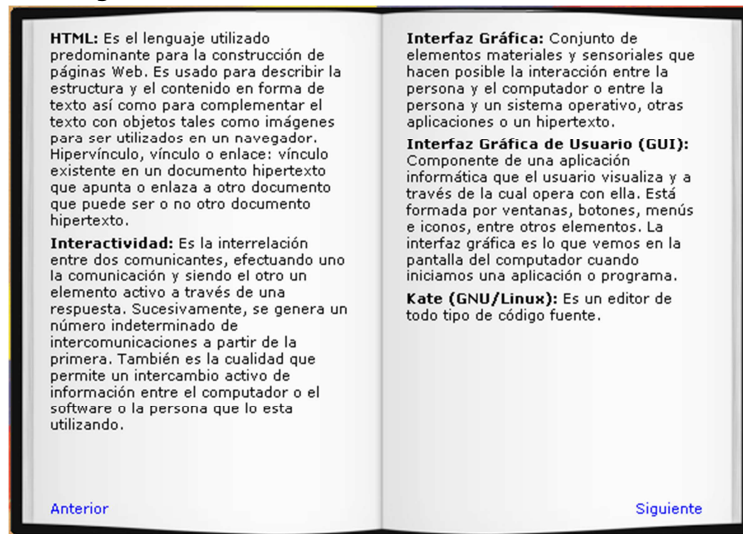 HTML: Es el lenguaje utilizado
predominante para la construcción de
páginas Web. Es usado para describir la
estructura y el contenido en forma de
texto así como para complementar el
texto con objetos tales como imágenes
para ser utilizados en un navegador.
Hipervínculo, vínculo o enlace: vínculo
existente en un documento hipertexto
que apunta o enlaza a otro documento
que puede ser o no otro documento
hipertexto.
Interactividad: Es la interrelación
entre dos comunicantes, efectuando uno
la comunicación y siendo el otro un
elemento activo a través de una
respuesta. Sucesivamente, se genera un
número indeterminado de
intercomunicaciones a partir de la
primera. También es la cualidad que
permite un intercambio activo de
información entre el computador o el
software o la persona que lo esta
utilizando.
Anterior
Interfaz Gráfica: Conjunto de
elementos materiales y sensoriales que
hacen posible la interacción entre la
persona y el computador o entre la
persona y un sistema operativo, otras
aplicaciones o un hipertexto.
Interfaz Gráfica de Usuario (GUI):
Componente de una aplicación
informática que el usuario visualiza y a
través de la cual opera con ella. Está
formada por ventanas, botones, menús
e iconos, entre otros elementos. La
interfaz gráfica es lo que vemos en la
pantalla del computador cuando
iniciamos una aplicación o programa.
Kate (GNU/Linux): Es un editor de
todo tipo de código fuente.
Siguiente